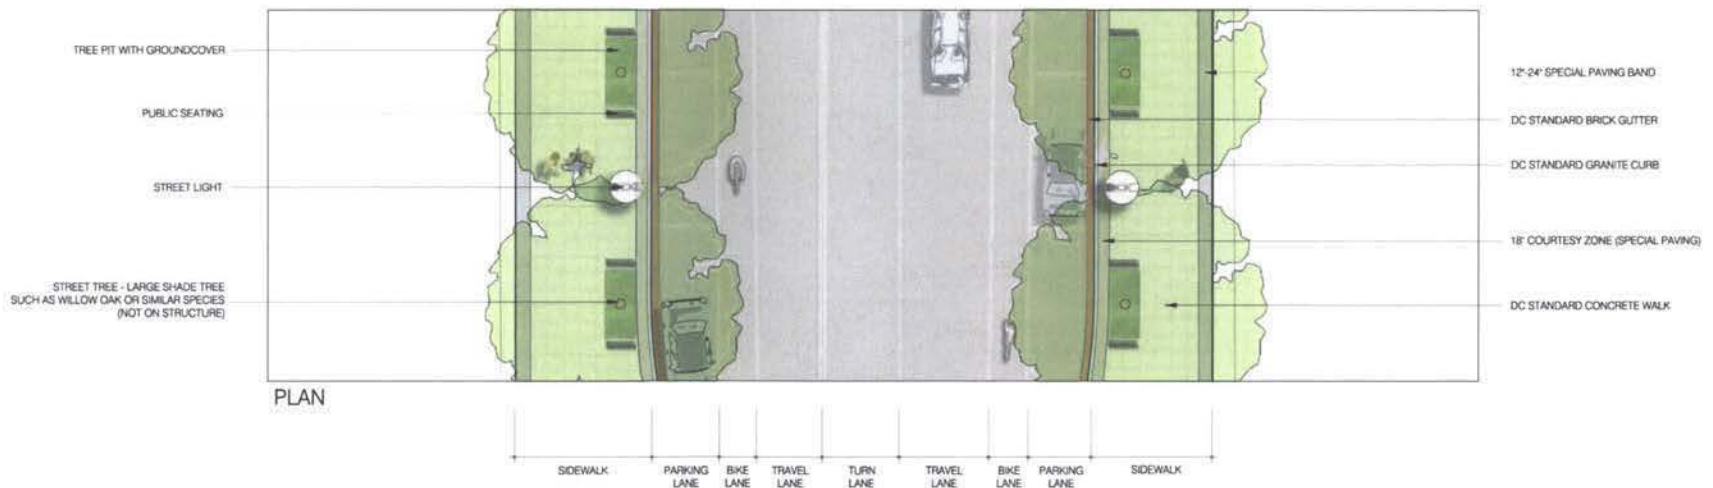 TREE PIT WITH GROUNDCOVER
PUBLIC SEATING
STREET LIGHT
STREET TREE - LARGE SHADE TREE
SUCH AS WILLOW OAK OR SIMILAR SPECIES
(NOT ON STRUCTURE)
12"-24" SPECIAL PAVING BAND
DC STANDARD BRICK GUTTER
DC STANDARD GRANITE CURB
18" COURTESY ZONE (SPECIAL PAVING)
DC STANDARD CONCRETE WALK
PLAN
SIDEWALK
PARKING
LANE
BIKE
LANE
TRAVEL
LANE
TURN
LANE
TRAVEL
LANE
BIKE
LANE
PARKING
LANE
SIDEWALK